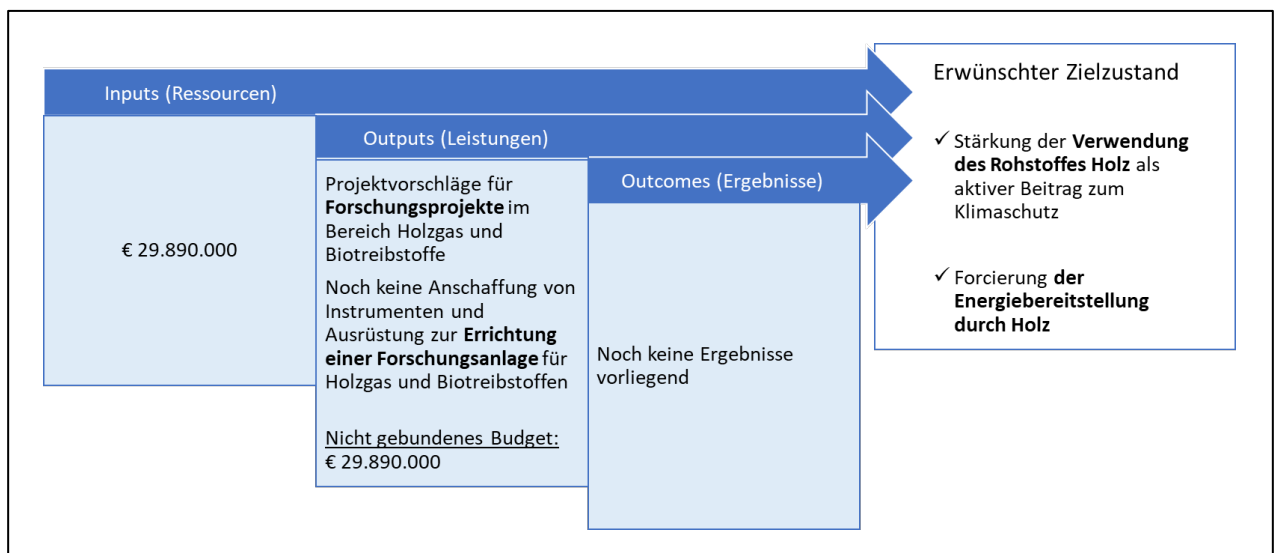 Inputs (Ressourcen)
€ 29.890.000
Outputs (Leistungen)
Projektvorschläge für
Forschungsprojekte im
Bereich Holzgas und
Biotreibstoffe
Noch keine Anschaffung von
Instrumenten und
Ausrüstung zur Errichtung
einer Forschungsanlage für
Holzgas und Biotreibstoffen
Nicht gebundenes Budget:
€ 29.890.000
Outcomes (Ergebnisse)
Noch keine Ergebnisse
vorliegend
Erwünschter Zielzustand
✓ Stärkung der Verwendung
des Rohstoffes Holz als
aktiver Beitrag zum
Klimaschutz
✓ Forcierung der
Energiebereitstellung
durch Holz